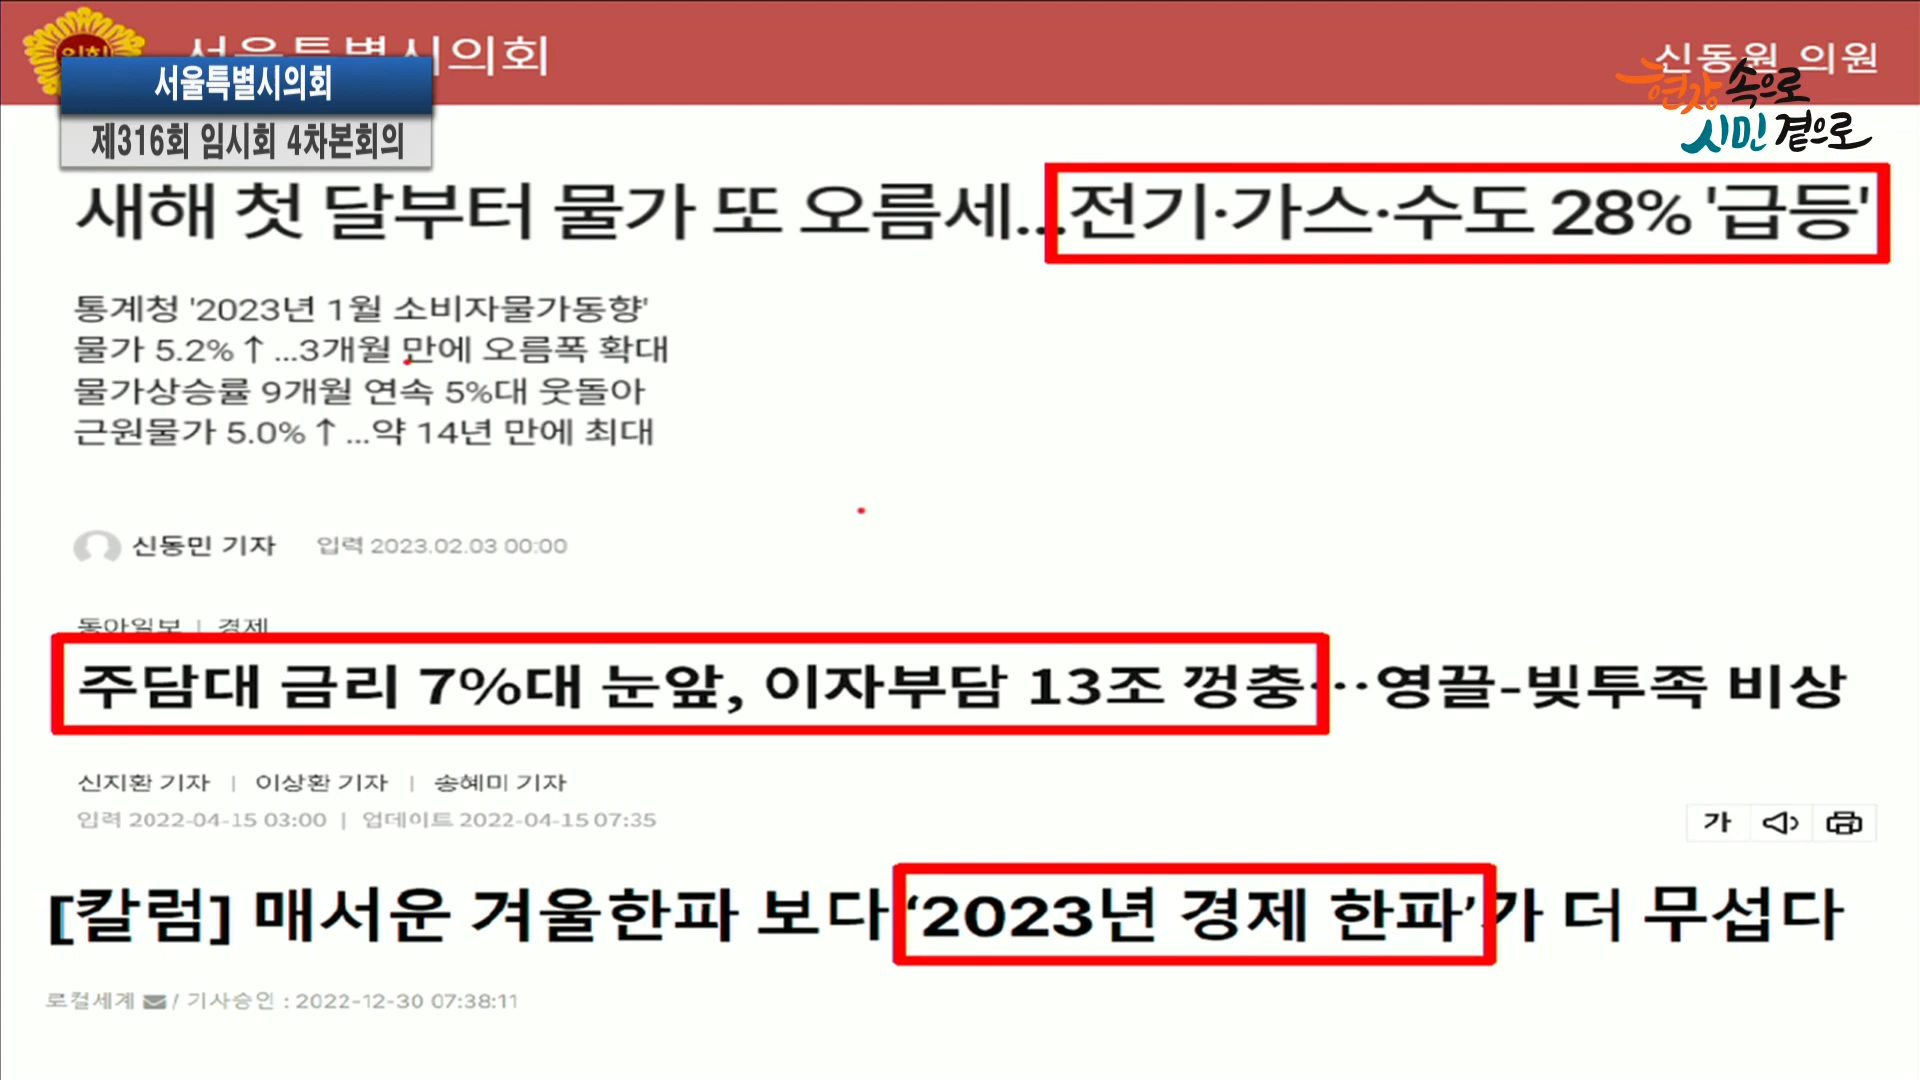 서울특별시의회
신동원 의원
서울특별시의회
제316회 임시회 4차본회의
현장 속으로
시민 곁으로
새해 첫 달부터 물가 또 오름세...전기·가스·수도 28% '급등'
통계청 '2023년 1월 소비자물가동향'
물가 5.2%↑...3개월 만에 오름폭 확대
물가상승률 9개월 연속 5%대 웃돌아
근원물가 5.0%↑...약 14년 만에 최대
신동민 기자 입력 2023.02.03 00:00
동아일보 | 경제
주담대 금리 7%대 눈앞, 이자부담 13조 껑충…영끌-빚투족 비상
신지환 기자 | 이상환 기자 | 송혜미 기자
입력 2022-04-15 03:00 | 업데이트 2022-04-15 07:35
가
[칼럼] 매서운 겨울한파 보다 ‘2023년 경제 한파’가 더 무섭다
로컬세계 / 기사승인 : 2022-12-30 07:38:11